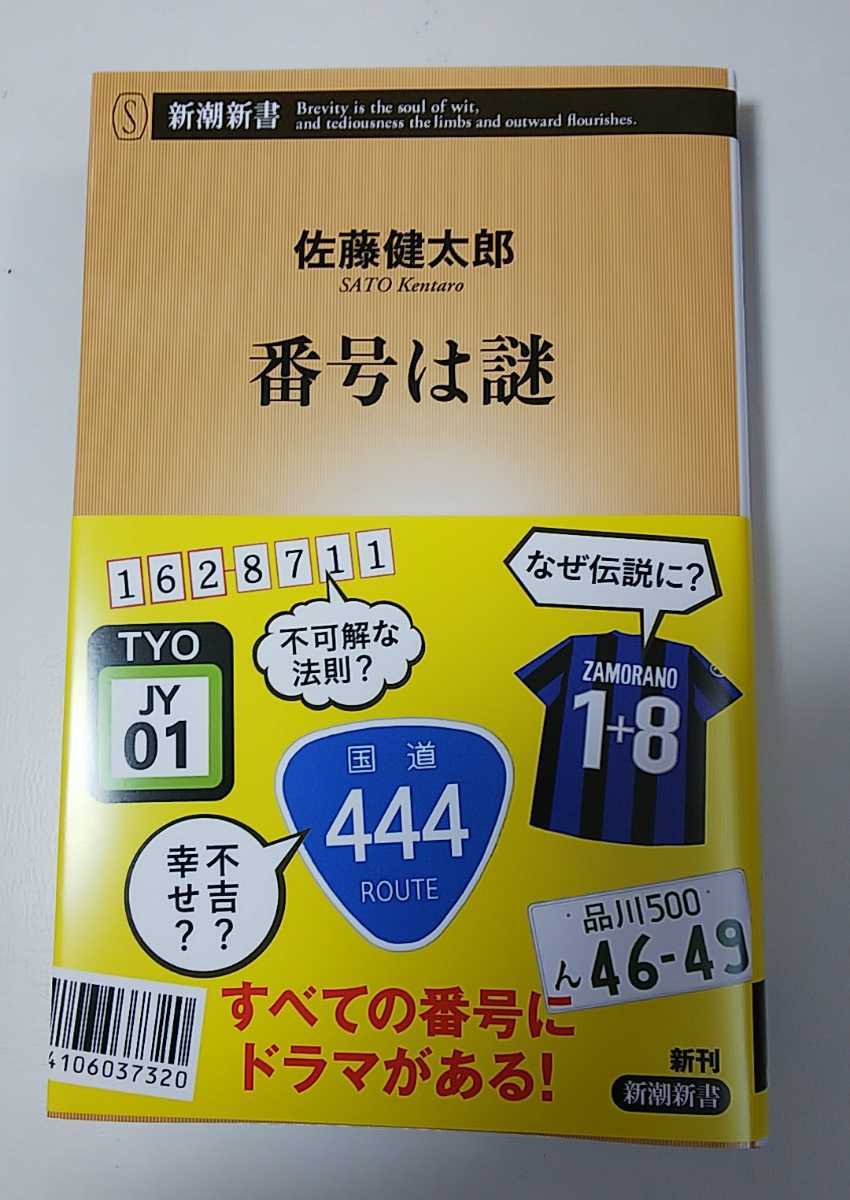 S
新潮新書
Brevity is the soul of wit,
and tediousness the limbs and outward flourishes.
佐藤健太郎
SATO Kentaro
番号は謎
162-8711
不可解な
法則？
なぜ伝説に？
ZAMORANO
1+8
TYO
JY
01
国道
444
ROUTE
不吉？
幸せ？
品川500
ん 46-49
すべての番号に
ドラマがある！
4106037320
新刊
新潮新書